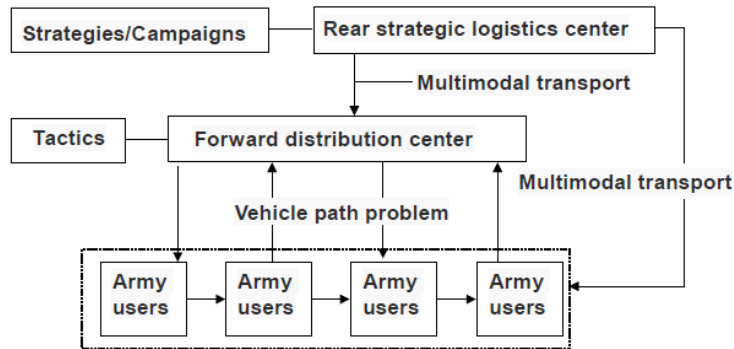 Strategies/Campaigns
Rear strategic logistics center
Multimodal transport
Tactics
Forward distribution center
Multimodal transport
Vehicle path problem
Army
users
Army
users
Army
users
Army
users